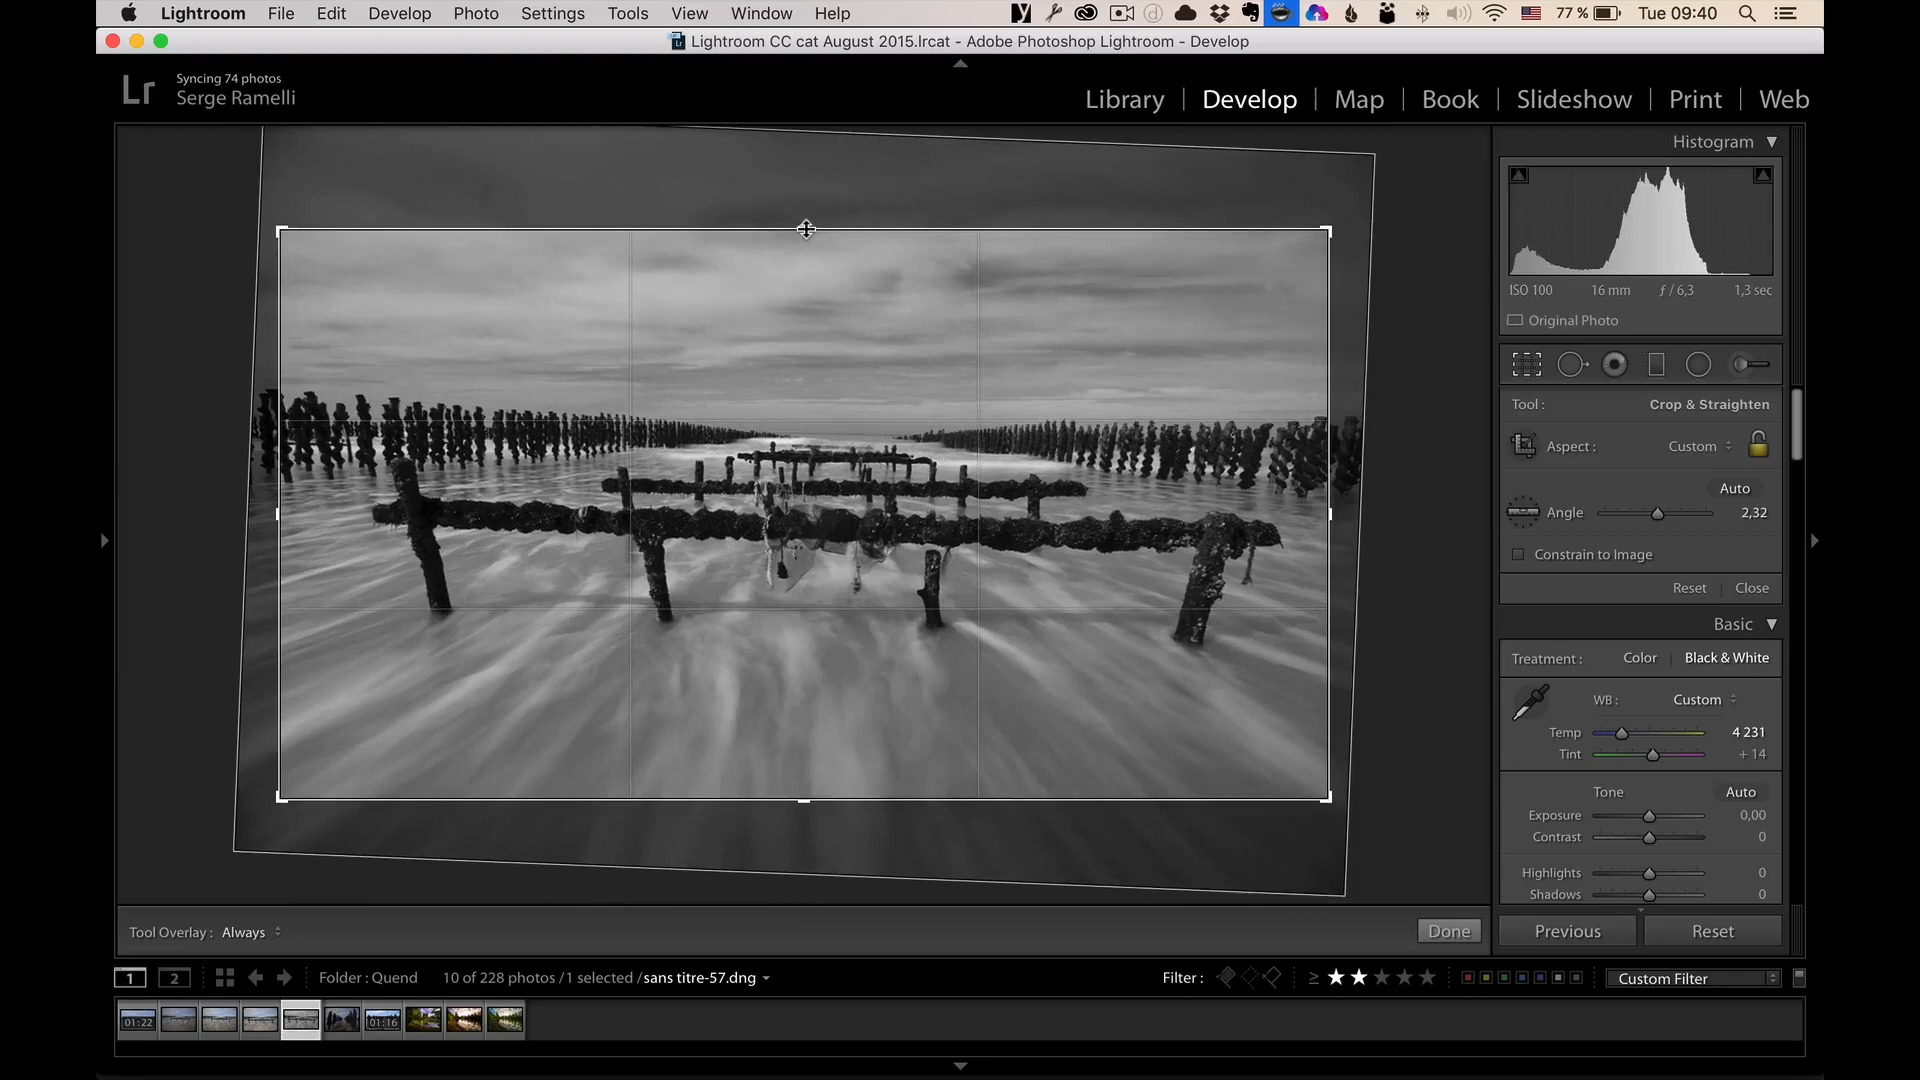 Lightroom File Edit Develop Photo Settings Tools View Window Help 77 % Tue 09:40
Lightroom CC cat August 2015.lrcat - Adobe Photoshop Lightroom - Develop
Lr
Syncing 74 photos
Serge Ramelli
Library | Develop | Map | Book | Slideshow | Print | Web
Histogram
ISO 100 16 mm ƒ / 6,3 1,3 sec
Original Photo
Tool : Crop & Straighten
Aspect : Custom
Auto
Angle 2,32
Constrain to Image
Reset Close
Basic
Treatment : Color Black & White
WB : Custom
Temp 4 231
Tint + 14
Tone Auto
Exposure 0,00
Contrast 0
Highlights 0
Shadows 0
Tool Overlay : Always Done
Previous Reset
1 2 Folder : Quend 10 of 228 photos / 1 selected / sans titre-57.dng Filter : ≥ ★★★★★ Custom Filter
01:22 01:16